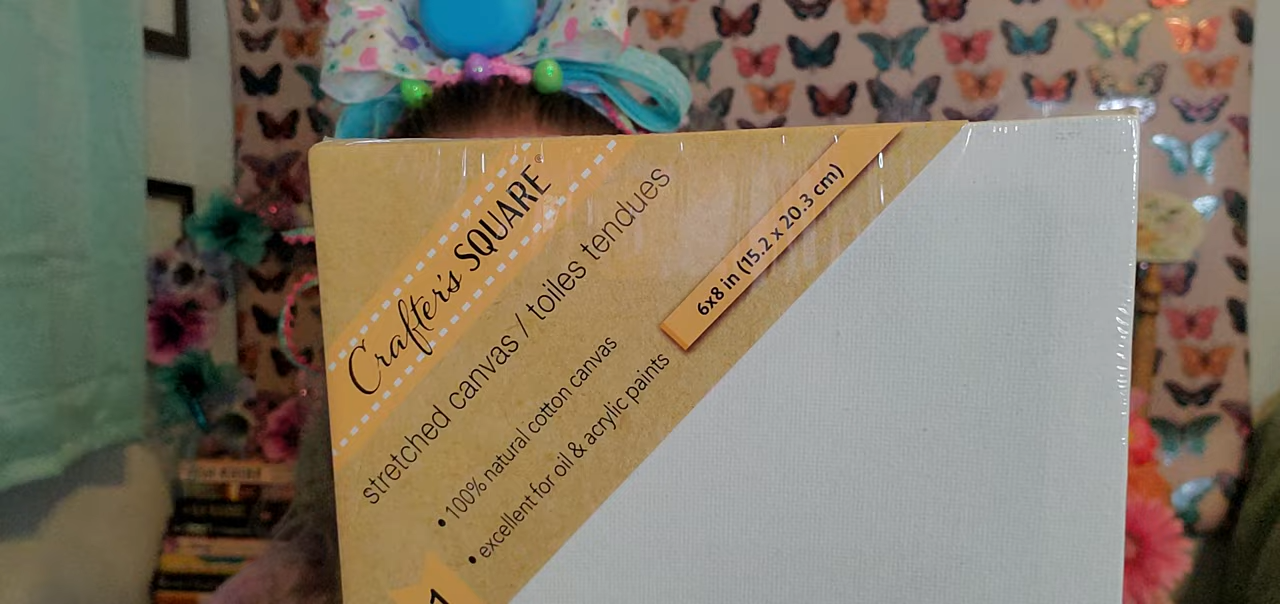 Crafter's SQUARE®
stretched canvas / toiles tendues
6x8 in (15.2 x 20.3 cm)
• 100% natural cotton canvas
• excellent for oil & acrylic paints